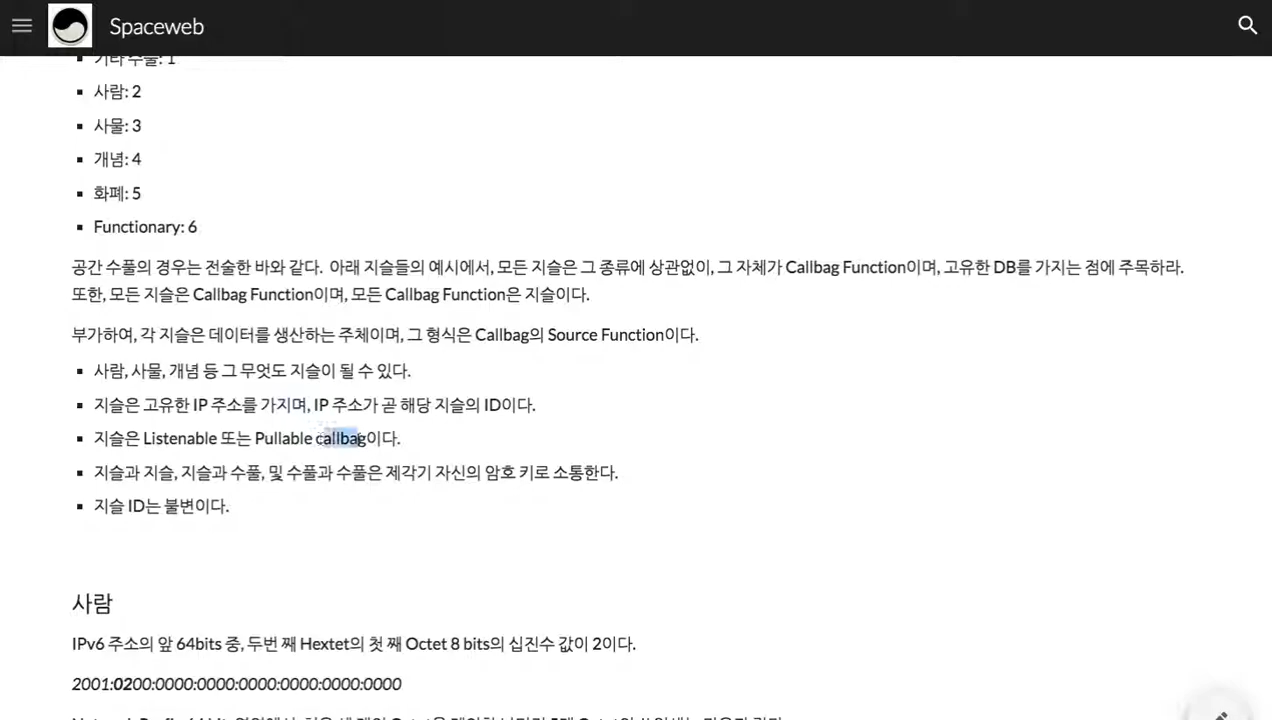 Spaceweb
기타 수풀: 1
사람: 2
사물: 3
개념: 4
화폐: 5
Functionary: 6
공간 수풀의 경우는 전술한 바와 같다. 아래 지슬들의 예시에서, 모든 지슬은 그 종류에 상관없이, 그 자체가 Callbag Function이며, 고유한 DB를 가지는 점에 주목하라.
또한, 모든 지슬은 Callbag Function이며, 모든 Callbag Function은 지슬이다.
부가하여, 각 지슬은 데이터를 생산하는 주체이며, 그 형식은 Callbag의 Source Function이다.
사람, 사물, 개념 등 그 무엇도 지슬이 될 수 있다.
지슬은 고유한 IP 주소를 가지며, IP 주소가 곧 해당 지슬의 ID이다.
지슬은 Listenable 또는 Pullable callbag이다.
지슬과 지슬, 지슬과 수풀, 및 수풀과 수풀은 제각기 자신의 암호 키로 소통한다.
지슬 ID는 불변이다.
사람
IPv6 주소의 앞 64bits 중, 두번 째 Hextet의 첫 째 Octet 8 bits의 십진수 값이 2이다.
2001:0200:0000:0000:0000:0000:0000:0000